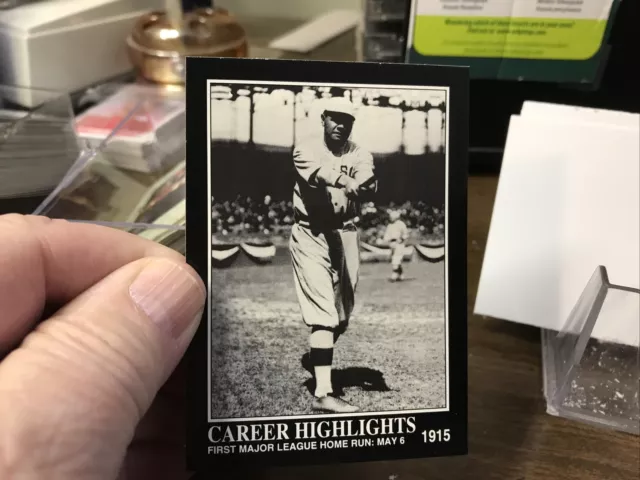 CAREER HIGHLIGHTS
FIRST MAJOR LEAGUE HOME RUN: MAY 6 1915